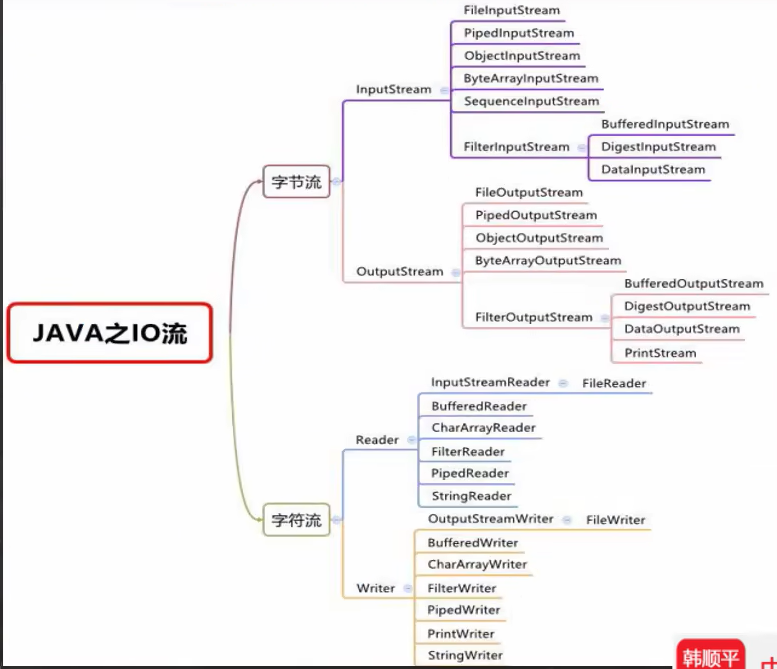 JAVA之IO流
字节流
InputStream
FileInputStream
PipedInputStream
ObjectInputStream
ByteArrayInputStream
SequenceInputStream
FilterInputStream
BufferedInputStream
DigestInputStream
DataInputStream
OutputStream
FileOutputStream
PipedOutputStream
ObjectOutputStream
ByteArrayOutputStream
FilterOutputStream
BufferedOutputStream
DigestOutputStream
DataOutputStream
PrintStream
字符流
Reader
InputStreamReader
FileReader
BufferedReader
CharArrayReader
FilterReader
PipedReader
StringReader
Writer
OutputStreamWriter
FileWriter
BufferedWriter
CharArrayWriter
FilterWriter
PipedWriter
PrintWriter
StringWriter
韩顺平